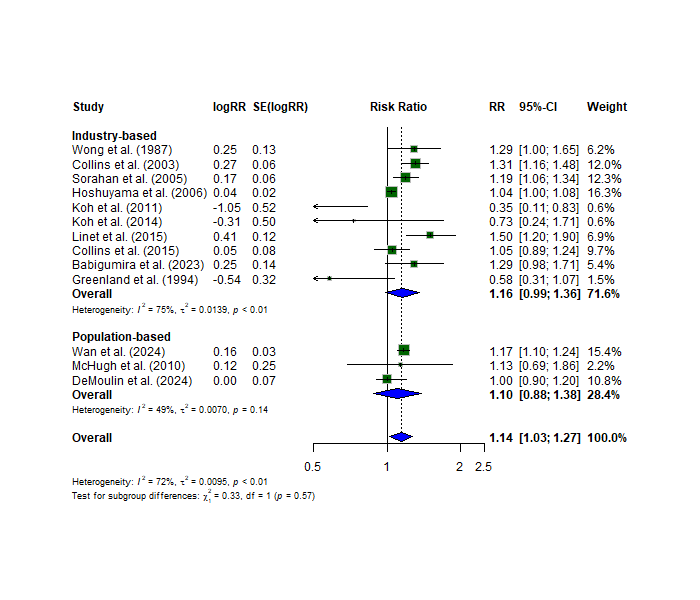 Study logRR SE(logRR) Risk Ratio RR 95%-CI Weight
Industry-based
Wong et al. (1987) 0.25 0.13 1.29 [1.00; 1.65] 6.2%
Collins et al. (2003) 0.27 0.06 1.31 [1.16; 1.48] 12.0%
Sorahan et al. (2005) 0.17 0.06 1.19 [1.06; 1.34] 12.3%
Hoshuyama et al. (2006) 0.04 0.02 1.04 [1.00; 1.08] 16.3%
Koh et al. (2011) -1.05 0.52 0.35 [0.11; 0.83] 0.6%
Koh et al. (2014) -0.31 0.50 0.73 [0.24; 2.71] 0.6%
Linet et al. (2015) 0.41 0.12 1.50 [1.20; 1.90] 6.9%
Collins et al. (2015) 0.05 0.08 1.05 [0.89; 1.24] 9.7%
Babigumira et al. (2023) 0.25 0.14 1.29 [0.98; 1.71] 5.4%
Greenland et al. (1994) -0.54 0.32 0.58 [0.31; 1.07] 1.5%
Overall 1.16 [0.99; 1.36] 71.6%
Heterogeneity: I² = 75%, τ² = 0.0139, p < 0.01
Population-based
Wan et al. (2024) 0.16 0.03 1.17 [1.10; 1.24] 15.4%
McHugh et al. (2010) 0.12 0.25 1.13 [0.69; 1.86] 2.2%
DeMoulin et al. (2024) 0.00 0.07 1.00 [0.90; 1.20] 10.8%
Overall 1.10 [0.88; 1.38] 28.4%
Heterogeneity: I² = 49%, τ² = 0.0070, p = 0.14
Overall 1.14 [1.03; 1.27] 100.0%
0.5 1 2 2.5
Heterogeneity: I² = 72%, τ² = 0.0095, p < 0.01
Test for subgroup differences: χ²₁ = 0.33, df = 1 (p = 0.57)